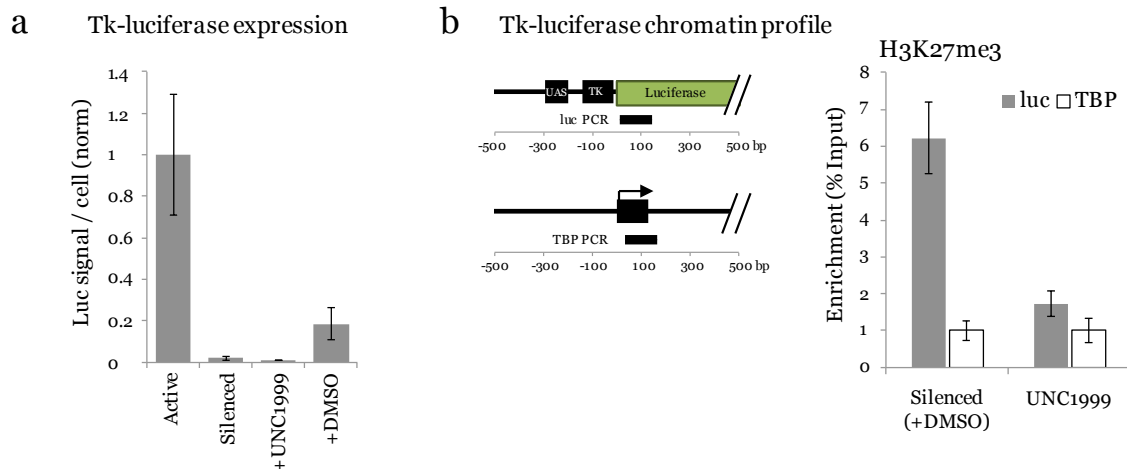 a
Tk-luciferase expression
Luc signal / cell (norm)
1.4
1.2
1
0.8
0.6
0.4
0.2
0
Active
Silenced
+UNC1999
+DMSO
b
Tk-luciferase chromatin profile
UAS
TK
Luciferase
luc PCR
-500 -300 -100 100 300 500 bp
TBP PCR
-500 -300 -100 100 300 500 bp
H3K27me3
luc
TBP
Enrichment (% Input)
8
7
6
5
4
3
2
1
0
Silenced
(+DMSO)
UNC1999